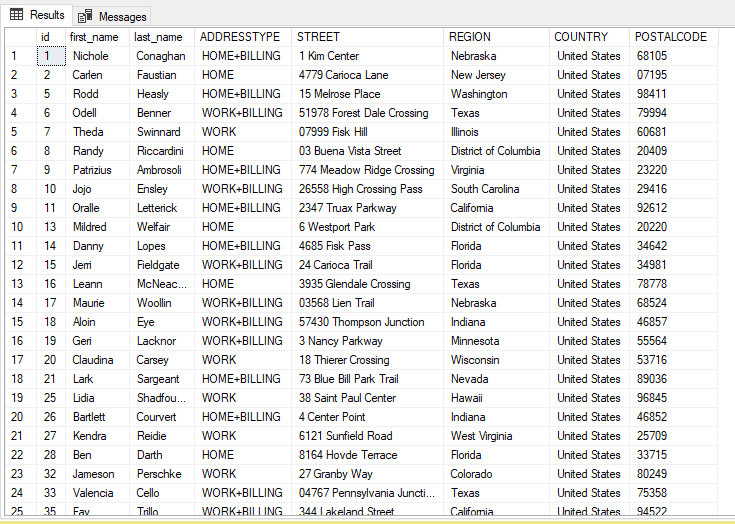 Results Messages
id first_name last_name ADDRESSTYPE STREET REGION COUNTRY POSTALCODE
1 1 Nichole Conaghan HOME+BILLING 1 Kim Center Nebraska United States 68105
2 2 Carlen Faustian HOME 4779 Carioca Lane New Jersey United States 07195
3 5 Rodd Heasly HOME+BILLING 15 Melrose Place Washington United States 98411
4 6 Odell Benner WORK+BILLING 51978 Forest Dale Crossing Texas United States 79994
5 7 Theda Swinnard WORK 07999 Fisk Hill Illinois United States 60681
6 8 Randy Riccardini HOME 03 Buena Vista Street District of Columbia United States 20409
7 9 Patrizius Ambrosoli HOME+BILLING 774 Meadow Ridge Crossing Virginia United States 23220
8 10 Jojo Ensley WORK+BILLING 26558 High Crossing Pass South Carolina United States 29416
9 11 Oralle Letterick HOME+BILLING 2347 Truax Parkway California United States 92612
10 13 Mildred Welfair HOME 6 Westport Park District of Columbia United States 20220
11 14 Danny Lopes HOME+BILLING 4685 Fisk Pass Florida United States 34642
12 15 Jerri Fieldgate WORK+BILLING 24 Carioca Trail Florida United States 34981
13 16 Leann McNeac... HOME 3935 Glendale Crossing Texas United States 78778
14 17 Maurie Woollin WORK+BILLING 03568 Lien Trail Nebraska United States 68524
15 18 Aloin Eye WORK+BILLING 57430 Thompson Junction Indiana United States 46857
16 19 Geri Lacknor WORK+BILLING 3 Nancy Parkway Minnesota United States 55564
17 20 Claudina Carsey WORK 18 Thierer Crossing Wisconsin United States 53716
18 21 Lark Sargeant HOME+BILLING 73 Blue Bill Park Trail Nevada United States 89036
19 25 Lidia Shadfou... WORK 38 Saint Paul Center Hawaii United States 96845
20 26 Bartlett Courvert HOME+BILLING 4 Center Point Indiana United States 46852
21 27 Kendra Reidie WORK 6121 Sunfield Road West Virginia United States 25709
22 28 Ben Darth HOME 8164 Hovde Terrace Florida United States 33715
23 32 Jameson Perschke WORK 27 Granby Way Colorado United States 80249
24 33 Valencia Cello WORK+BILLING 04767 Pennsylvania Juncti... Texas United States 75358
25 35 Fay Trillo WORK+BILLING 344 Lakeland Street California United States 94522